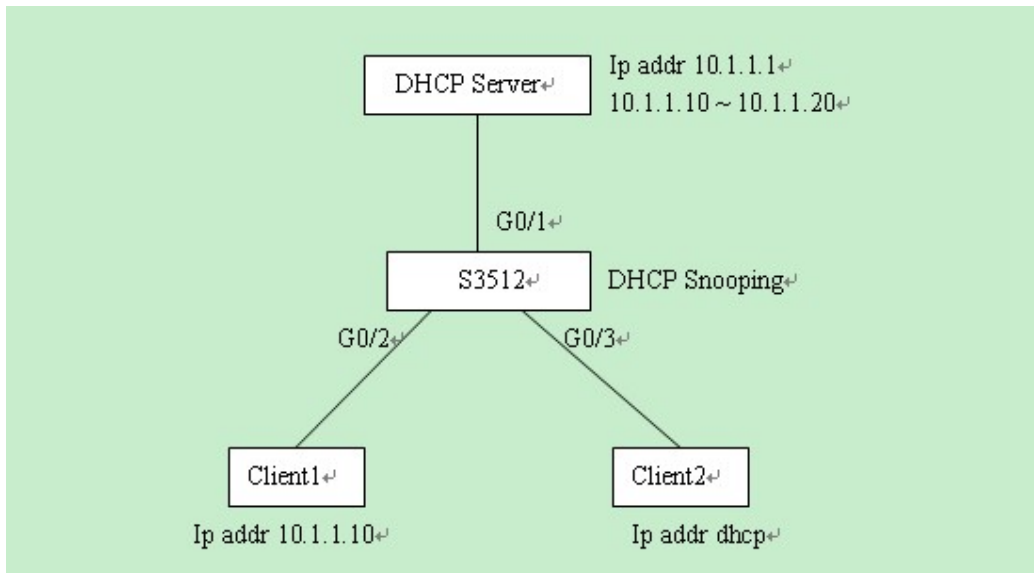 DHCP Server↵
Ip addr 10.1.1.1↵
10.1.1.10 ~ 10.1.1.20↵
G0/1↵
S3512↵
DHCP Snooping↵
G0/2↵
G0/3↵
Client1↵
Client2↵
Ip addr 10.1.1.10↵
Ip addr dhcp↵